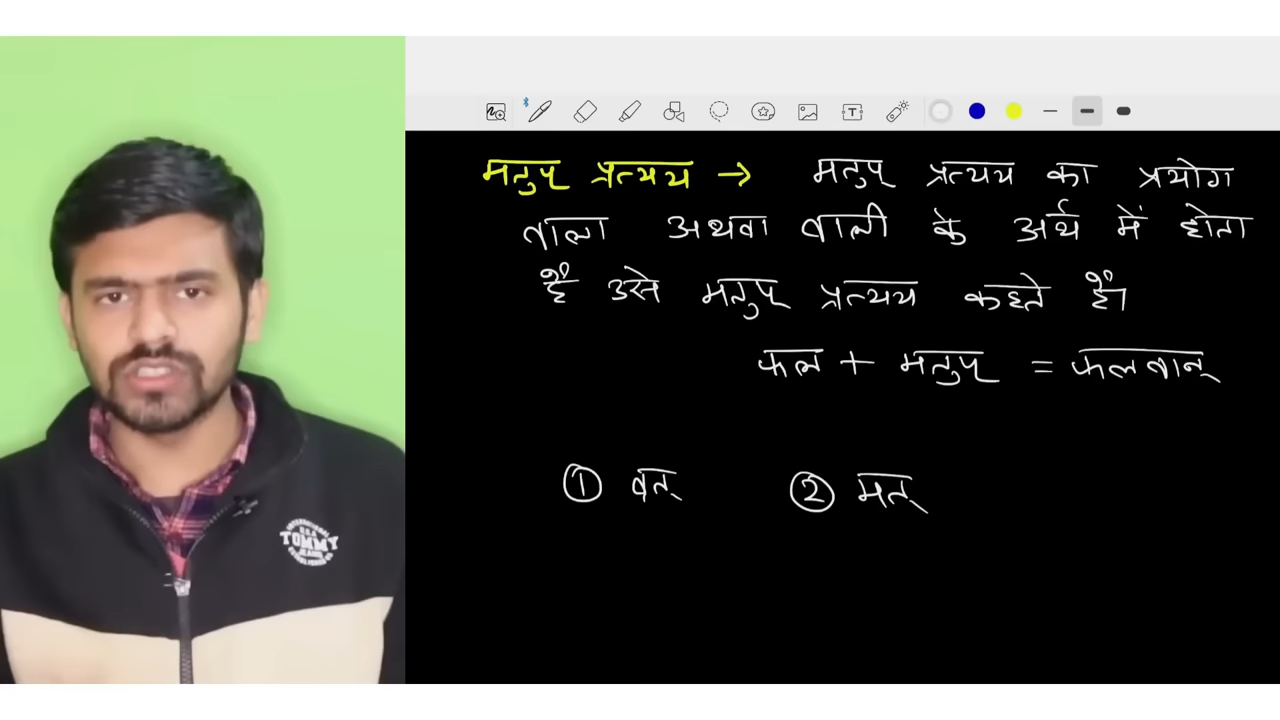 मतुप् प्रत्यय → मतुप् प्रत्यय का प्रयोग
वाला अथवा वाली के अर्थ में होता
है उसे मतुप् प्रत्यय कहते हैं।
फल + मतुप् = फलवान्
① वत् ② मत्
TOMMY